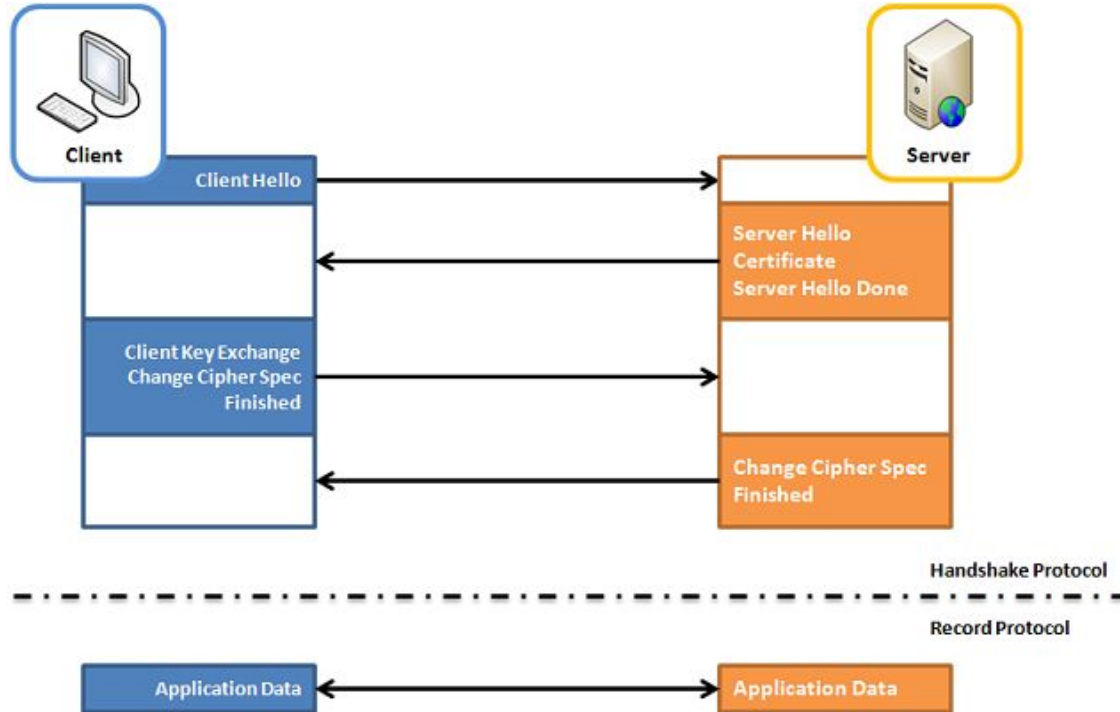 Client
Server
Client Hello
Server Hello
Certificate
Server Hello Done
Client Key Exchange
Change Cipher Spec
Finished
Change Cipher Spec
Finished
Handshake Protocol
Record Protocol
Application Data
Application Data